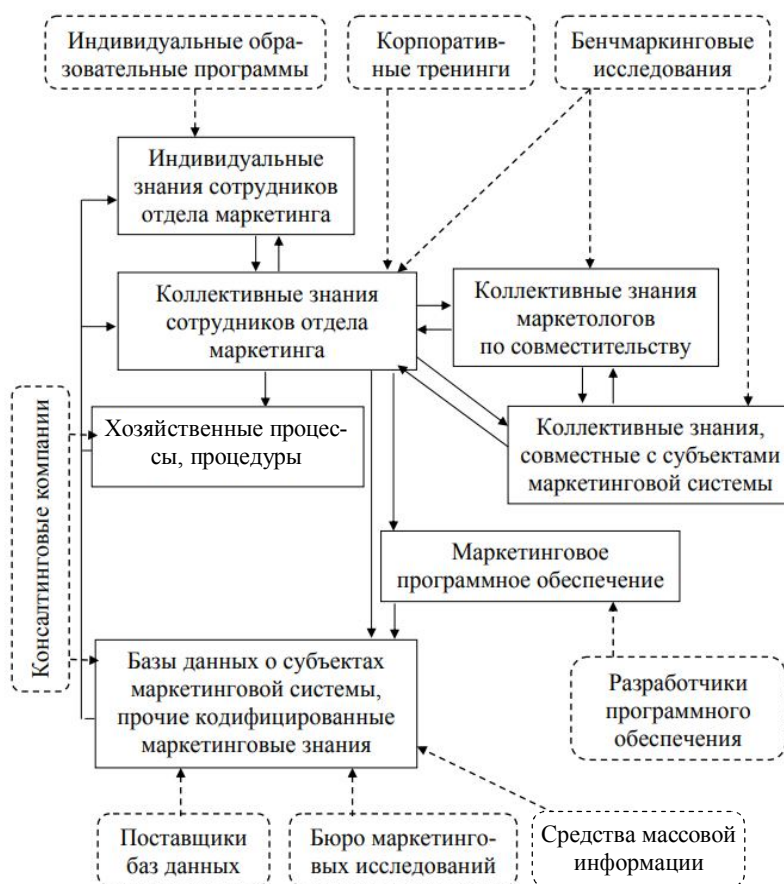 Индивидуальные обра-
зовательные программы
Корпоратив-
ные тренинги
Бенчмаркинговые
исследования
Индивидуальные
знания сотрудников
отдела маркетинга
Коллективные знания
сотрудников отдела
маркетинга
Коллективные знания
маркетологов
по совместительству
Консалтинговые компании
Хозяйственные процес-
сы, процедуры
Коллективные знания,
совместные с субъектами
маркетинговой системы
Маркетинговое
программное обеспечение
Базы данных о субъектах
маркетинговой системы,
прочие кодифицированные
маркетинговые знания
Разработчики
программного
обеспечения
Поставщики
баз данных
Бюро маркетинго-
вых исследований
Средства массовой
информации